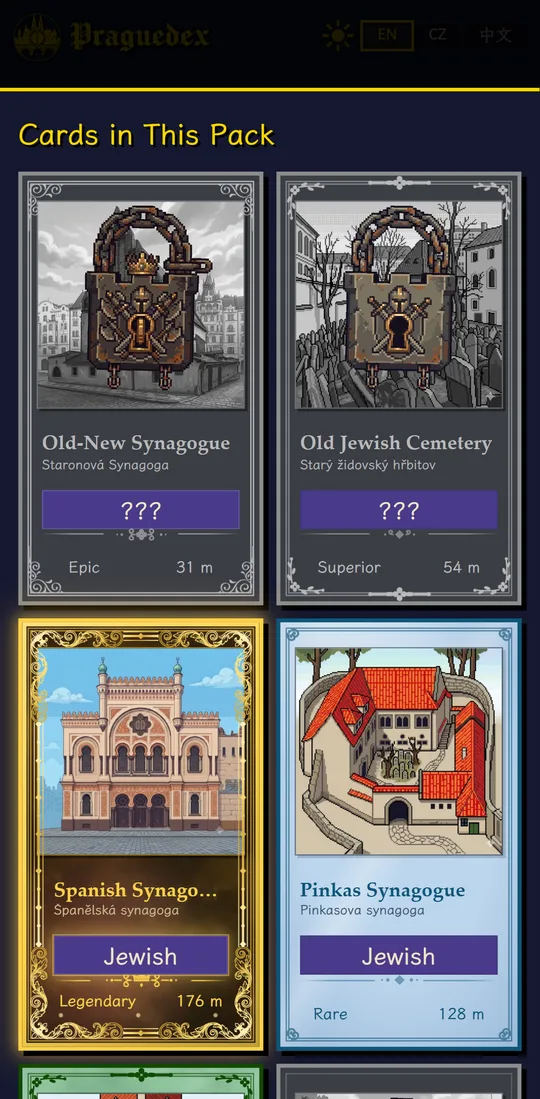 Praguedex
EN CZ 中文
Cards in This Pack
Old-New Synagogue
Staronová Synagoga
???
Epic 31 m
Old Jewish Cemetery
Starý židovský hřbitov
???
Superior 54 m
Spanish Synago...
Španělská synagoga
Jewish
Legendary 176 m
Pinkas Synagogue
Pinkasova synagoga
Jewish
Rare 128 m